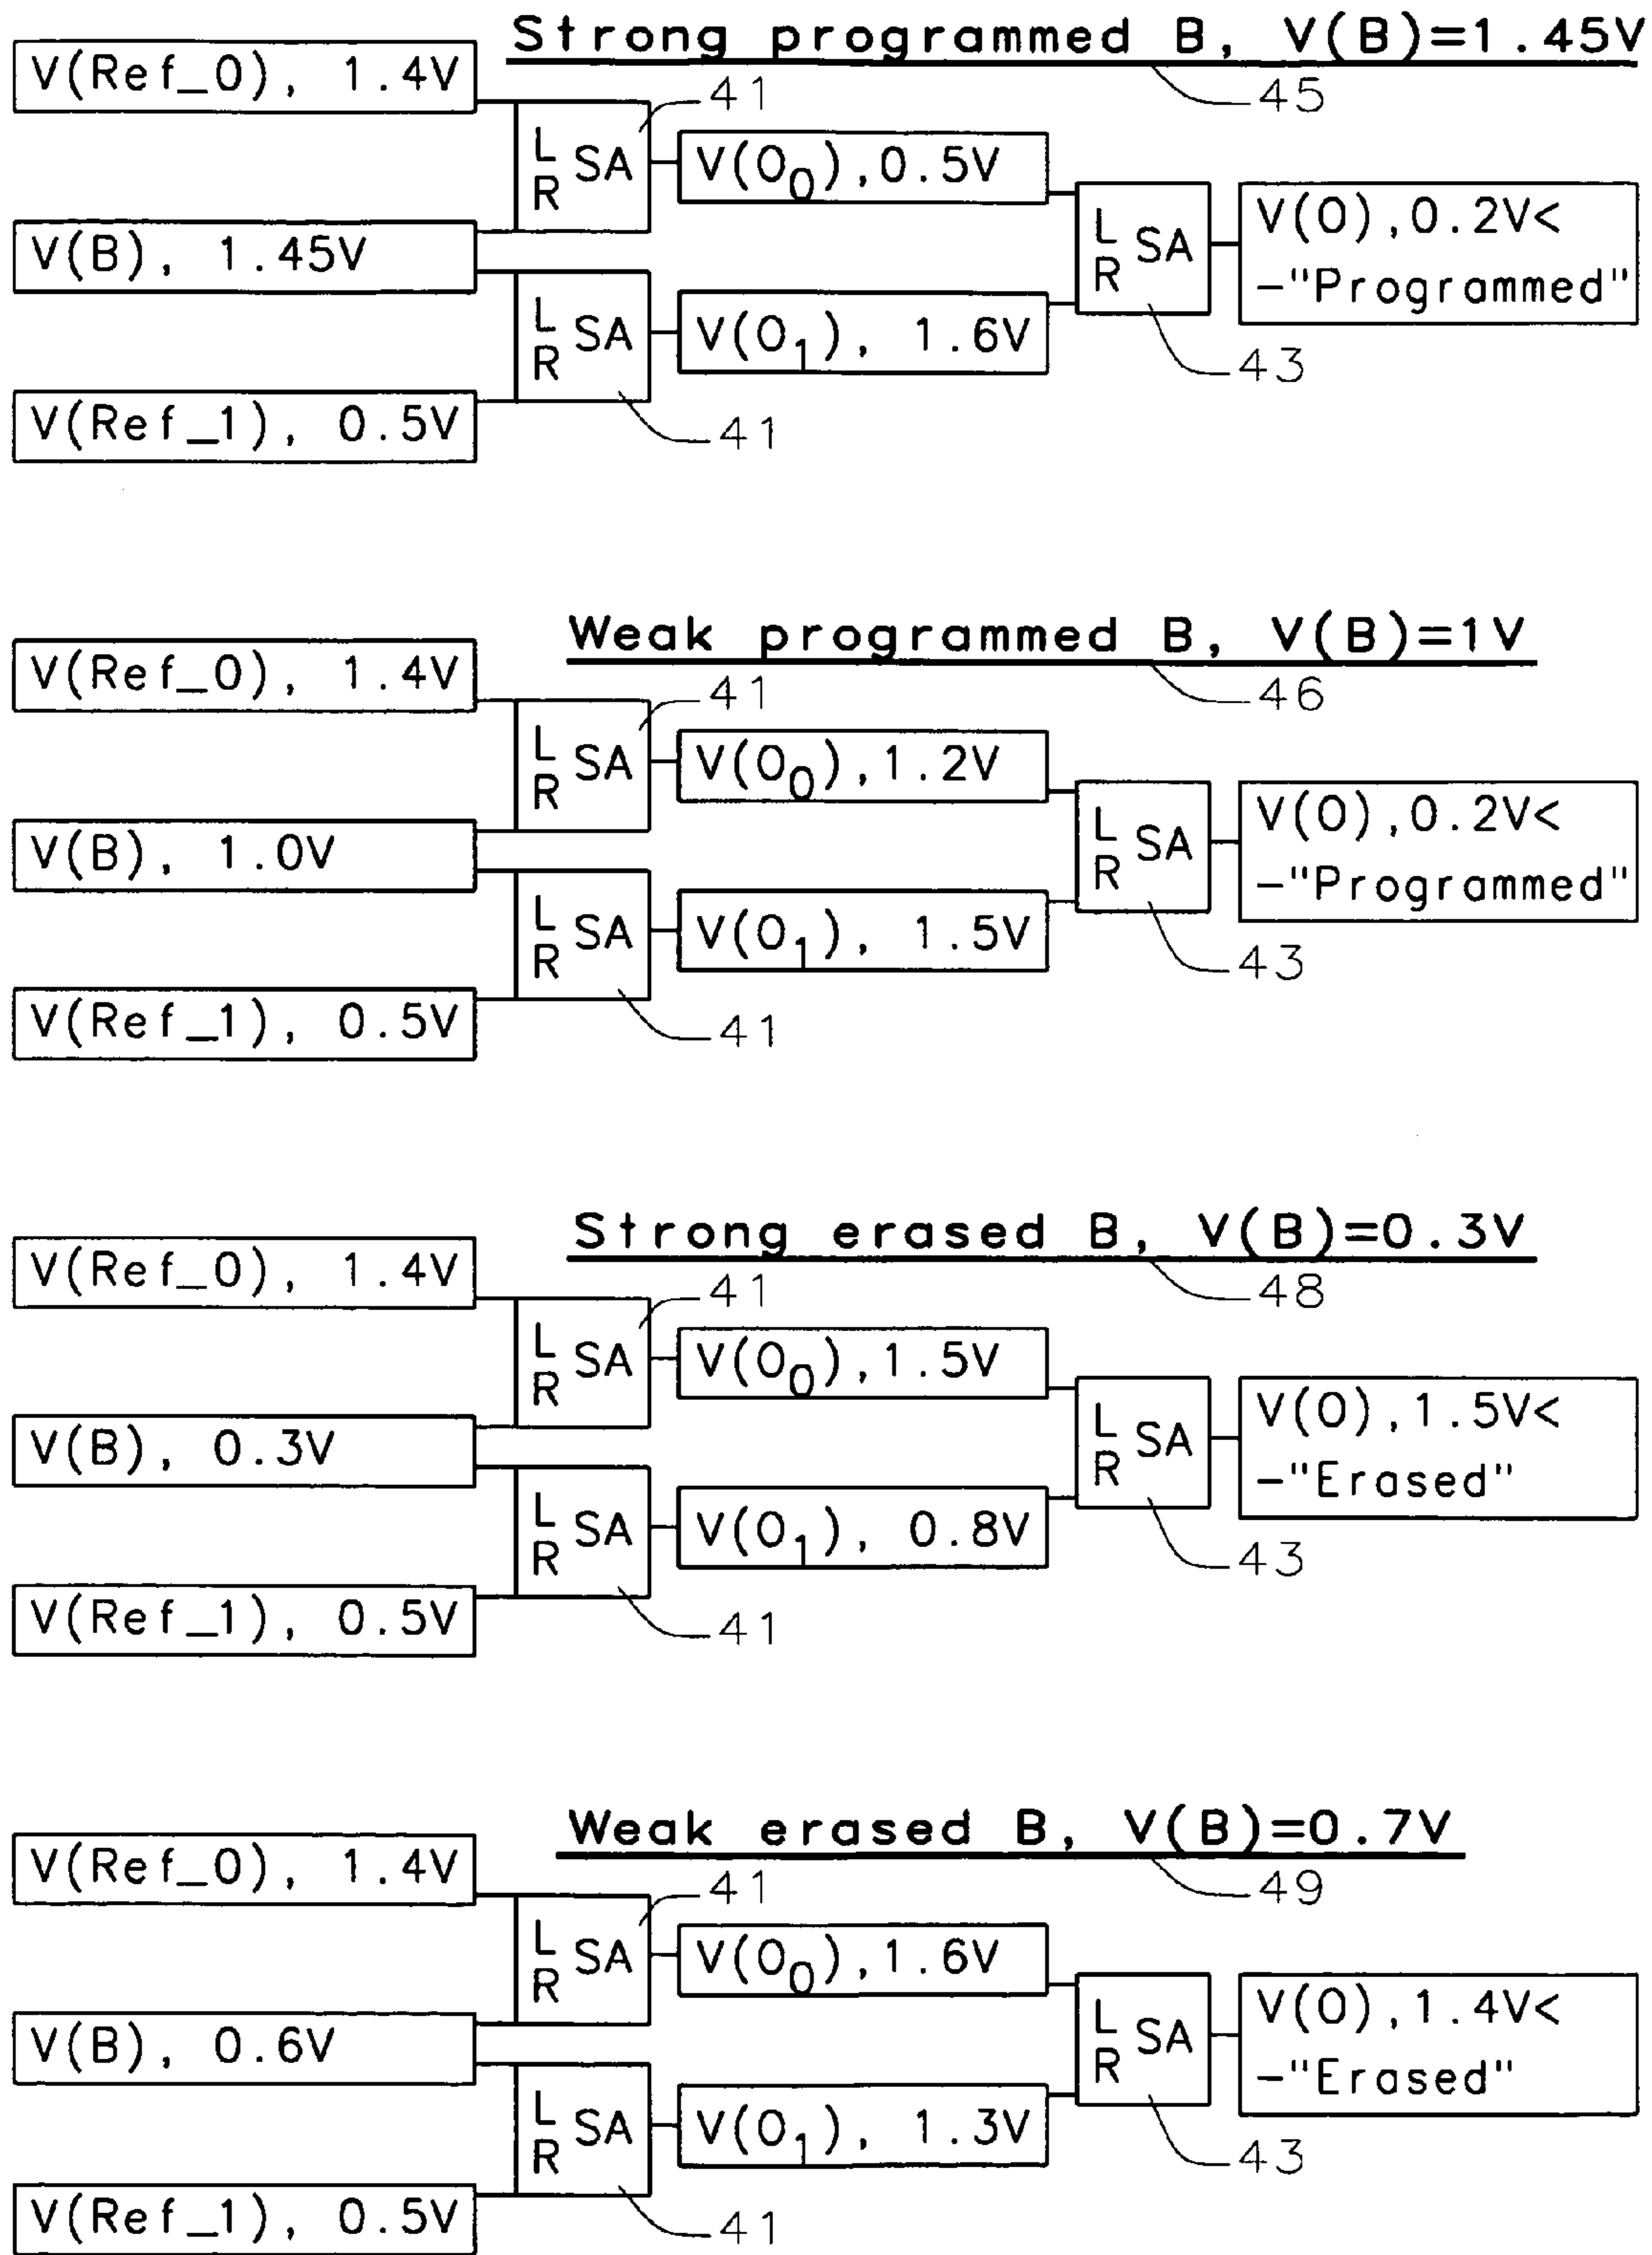 Strong programmed B, V(B)=1.45V
45
V(Ref_0), 1.4V
41
L
R
SA
V(O0),0.5V
V(B), 1.45V
L
R
SA
V(O),0.2V<
-"Programmed"
L
R
SA
V(O1), 1.6V
43
V(Ref_1), 0.5V
41
Weak programmed B, V(B)=1V
46
V(Ref_0), 1.4V
41
L
R
SA
V(O0),1.2V
V(B), 1.0V
L
R
SA
V(O),0.2V<
-"Programmed"
L
R
SA
V(O1), 1.5V
43
V(Ref_1), 0.5V
41
Strong erased B, V(B)=0.3V
48
V(Ref_0), 1.4V
41
L
R
SA
V(O0),1.5V
V(B), 0.3V
L
R
SA
V(O),1.5V<
-"Erased"
L
R
SA
V(O1), 0.8V
43
V(Ref_1), 0.5V
41
Weak erased B, V(B)=0.7V
49
V(Ref_0), 1.4V
41
L
R
SA
V(O0),1.6V
V(B), 0.6V
L
R
SA
V(O),1.4V<
-"Erased"
L
R
SA
V(O1), 1.3V
43
V(Ref_1), 0.5V
41